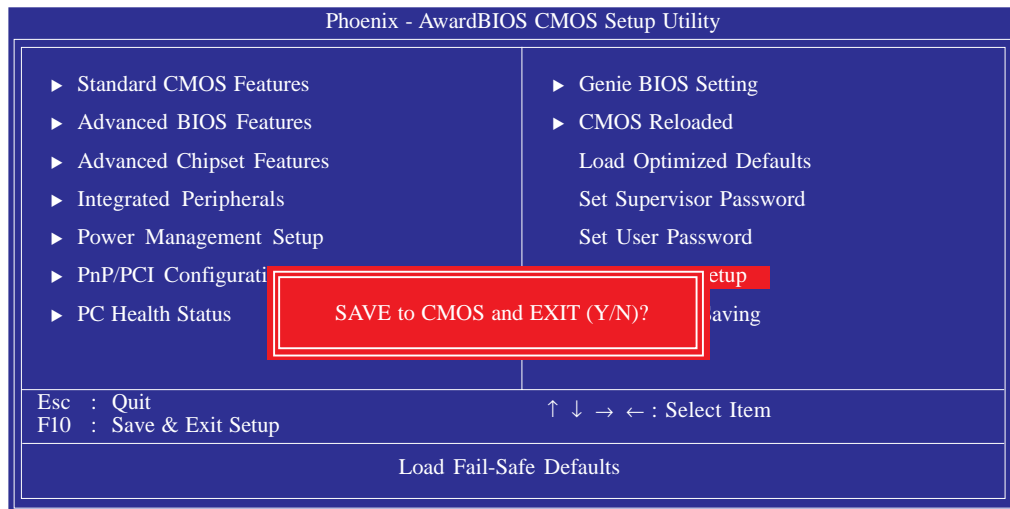 Phoenix - AwardBIOS CMOS Setup Utility
▶ Standard CMOS Features
▶ Advanced BIOS Features
▶ Advanced Chipset Features
▶ Integrated Peripherals
▶ Power Management Setup
▶ PnP/PCI Configurati
▶ PC Health Status
▶ Genie BIOS Setting
▶ CMOS Reloaded
Load Optimized Defaults
Set Supervisor Password
Set User Password
etup
aving
SAVE to CMOS and EXIT (Y/N)?
Esc : Quit
F10 : Save & Exit Setup
↑ ↓ → ← : Select Item
Load Fail-Safe Defaults